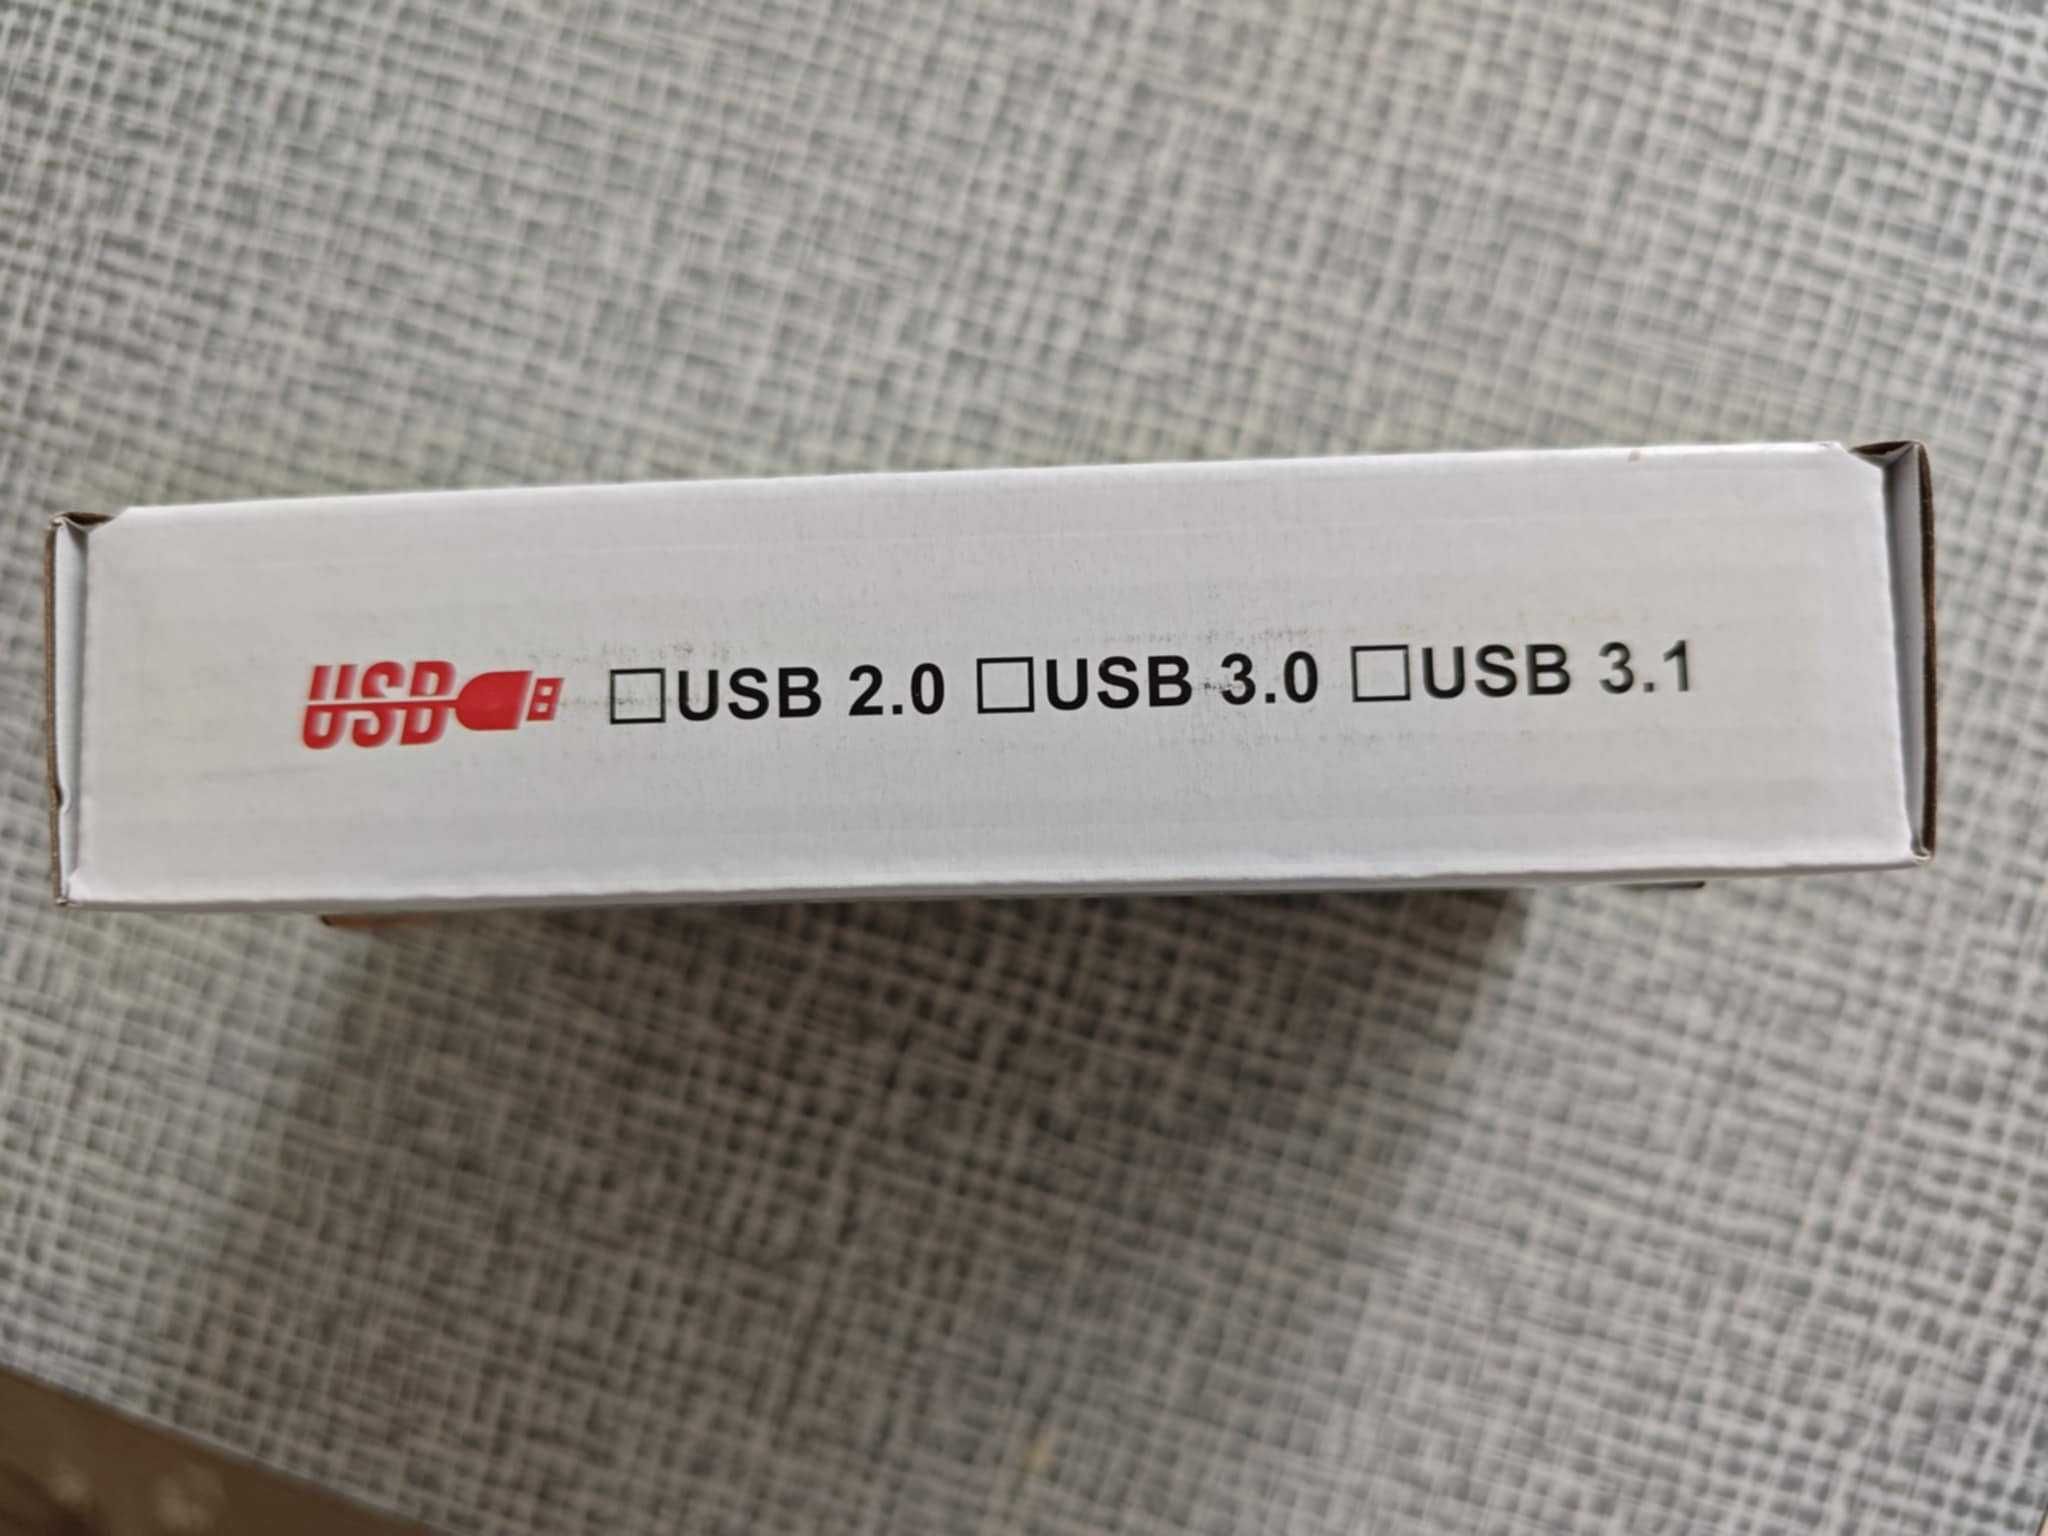 USB ☐USB 2.0 ☐USB 3.0 ☐USB 3.1